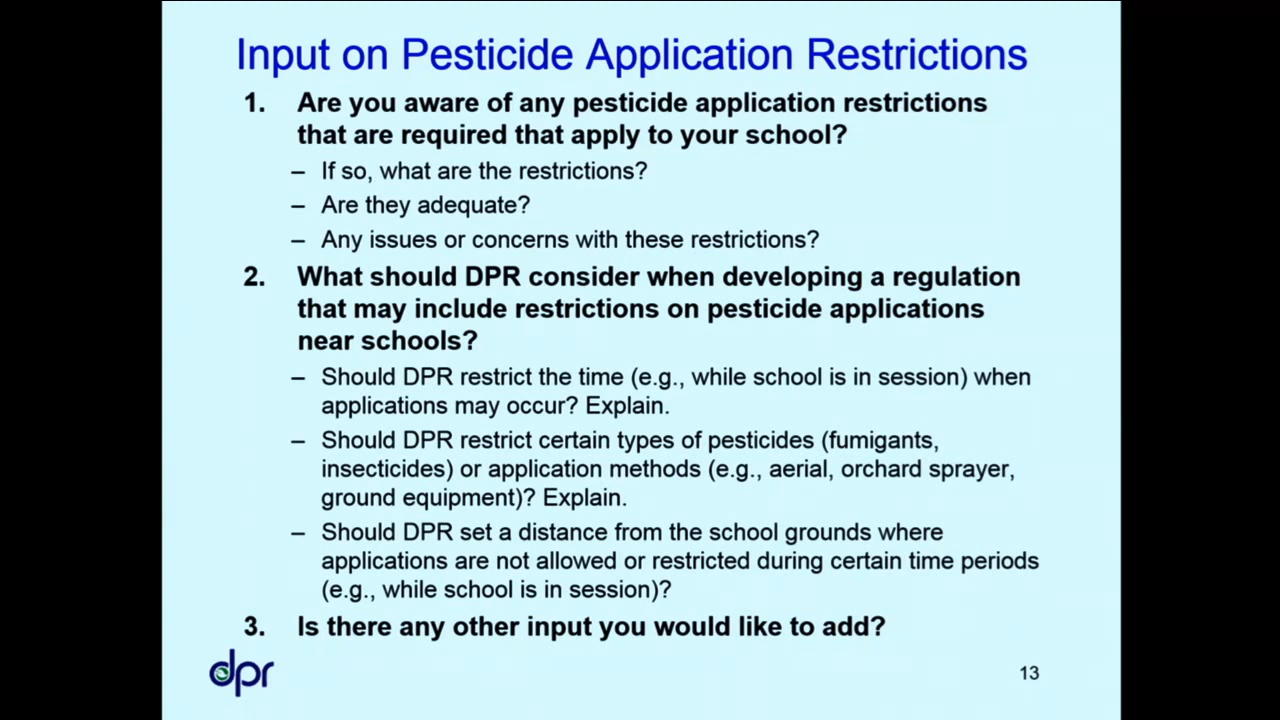 Input on Pesticide Application Restrictions
1. Are you aware of any pesticide application restrictions
that are required that apply to your school?
– If so, what are the restrictions?
– Are they adequate?
– Any issues or concerns with these restrictions?
2. What should DPR consider when developing a regulation
that may include restrictions on pesticide applications
near schools?
– Should DPR restrict the time (e.g., while school is in session) when
applications may occur? Explain.
– Should DPR restrict certain types of pesticides (fumigants,
insecticides) or application methods (e.g., aerial, orchard sprayer,
ground equipment)? Explain.
– Should DPR set a distance from the school grounds where
applications are not allowed or restricted during certain time periods
(e.g., while school is in session)?
3. Is there any other input you would like to add?
dpr
13